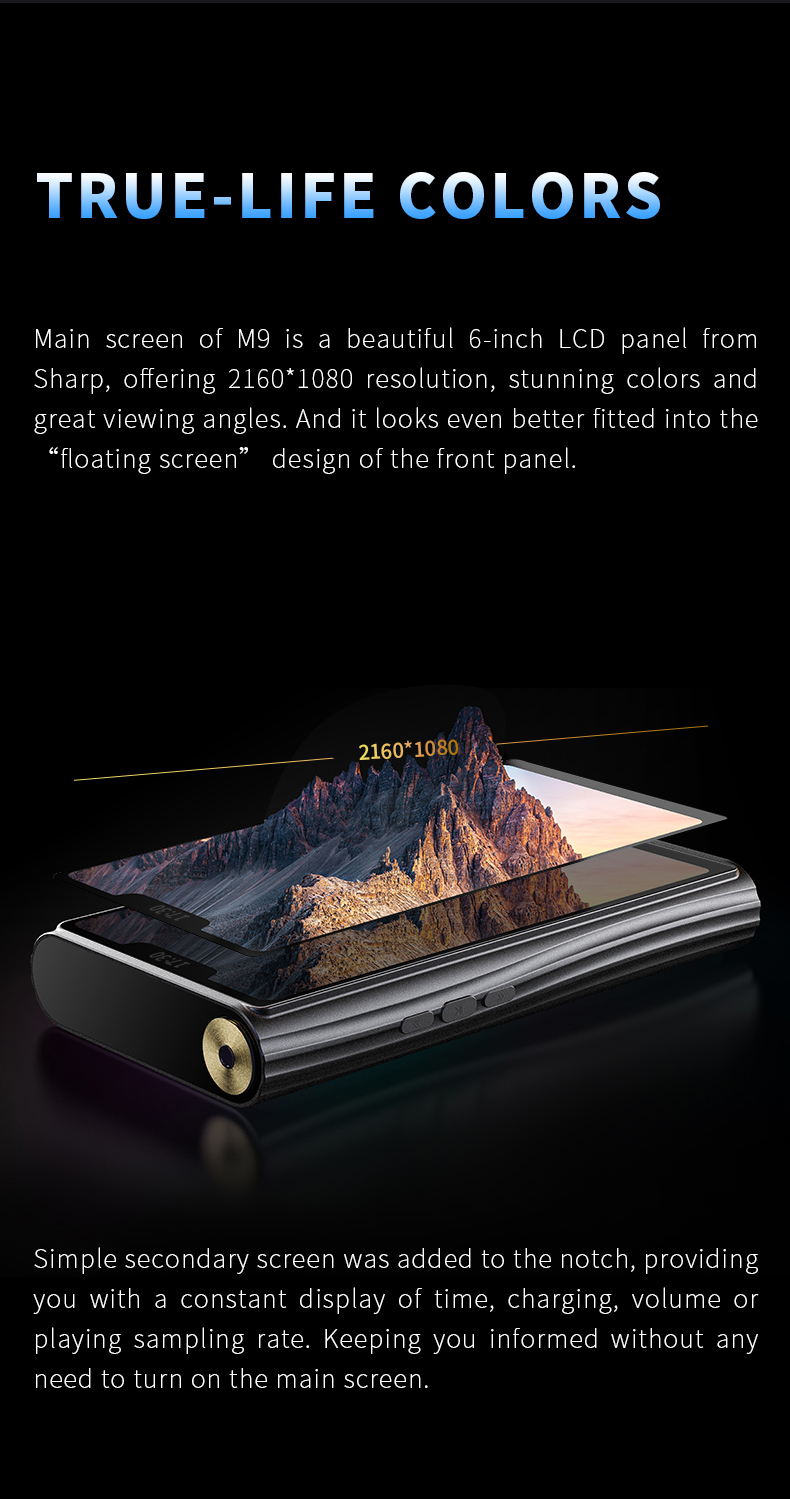 TRUE-LIFE COLORS
Main screen of M9 is a beautiful 6-inch LCD panel from
Sharp, offering 2160*1080 resolution, stunning colors and
great viewing angles. And it looks even better fitted into the
“floating screen” design of the front panel.
2160*1080
Simple secondary screen was added to the notch, providing
you with a constant display of time, charging, volume or
playing sampling rate. Keeping you informed without any
need to turn on the main screen.